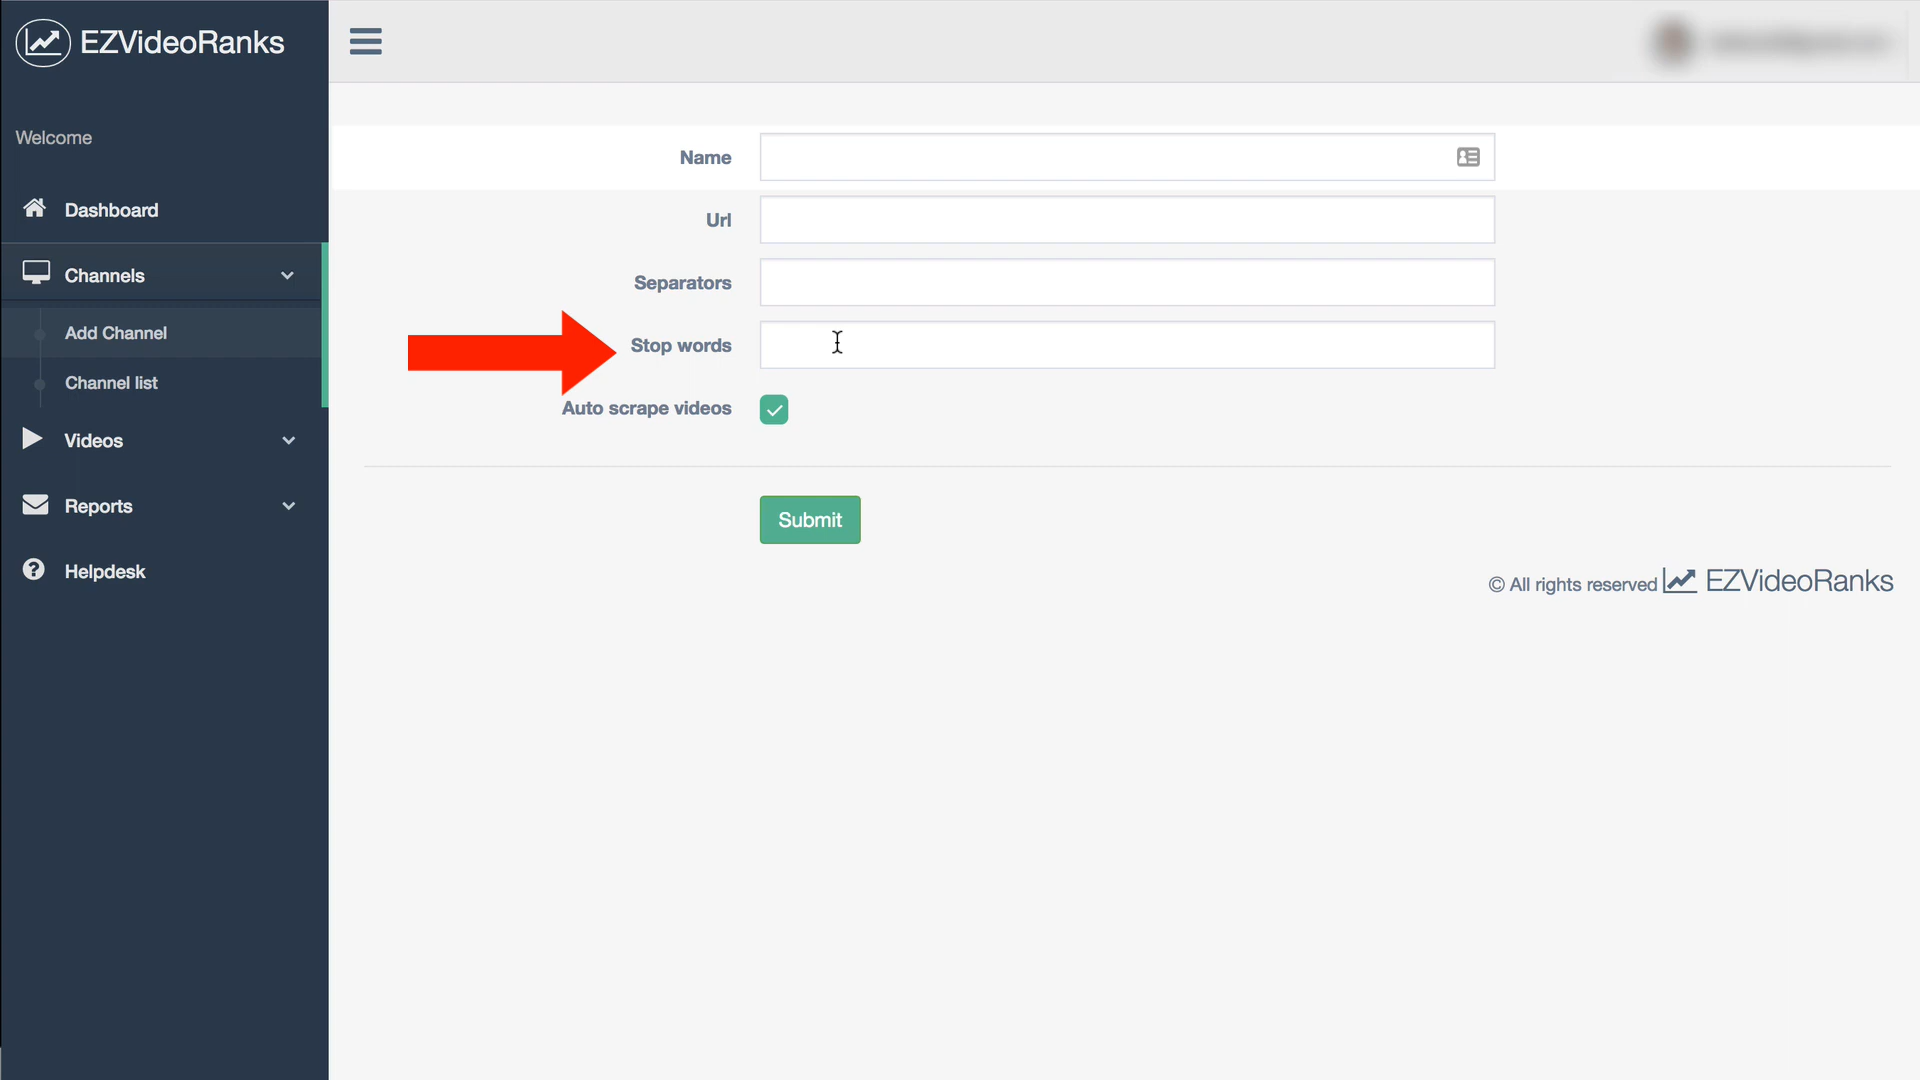 EZVideoRanks
Welcome
Dashboard
Channels
Add Channel
Channel list
Videos
Reports
Helpdesk
Name
Url
Separators
Stop words
Auto scrape videos
Submit
© All rights reserved EZVideoRanks